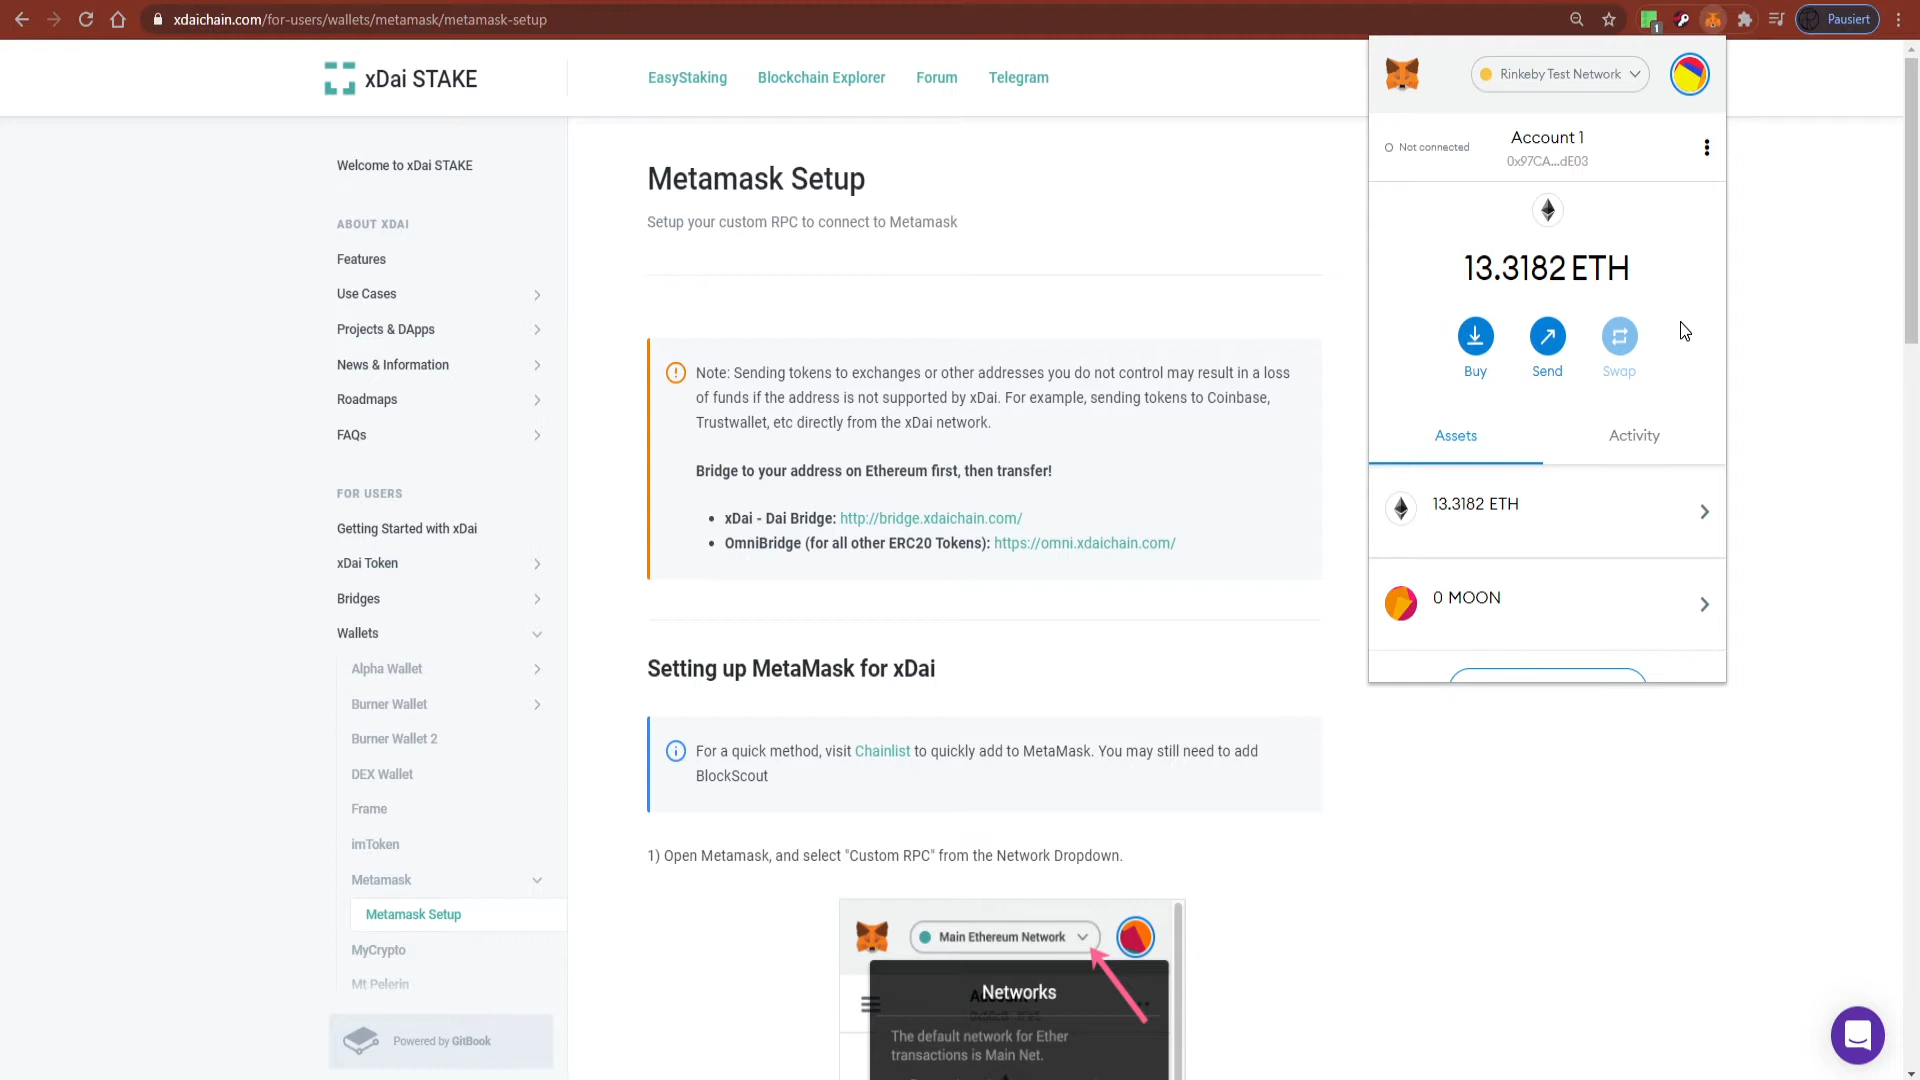 xdaichain.com/for-users/wallets/metamask/metamask-setup
1
Pausiert
xDai STAKE
EasyStaking
Blockchain Explorer
Forum
Telegram
Welcome to xDai STAKE
ABOUT XDAI
Features
Use Cases
Projects & DApps
News & Information
Roadmaps
FAQs
FOR USERS
Getting Started with xDai
xDai Token
Bridges
Wallets
Alpha Wallet
Burner Wallet
Burner Wallet 2
DEX Wallet
Frame
imToken
Metamask
Metamask Setup
MyCrypto
Mt Pelerin
Powered by GitBook
Metamask Setup
Setup your custom RPC to connect to Metamask
Note: Sending tokens to exchanges or other addresses you do not control may result in a loss
of funds if the address is not supported by xDai. For example, sending tokens to Coinbase,
Trustwallet, etc directly from the xDai network.
Bridge to your address on Ethereum first, then transfer!
• xDai - Dai Bridge: http://bridge.xdaichain.com/
• OmniBridge (for all other ERC20 Tokens): https://omni.xdaichain.com/
Setting up MetaMask for xDai
For a quick method, visit Chainlist to quickly add to MetaMask. You may still need to add
BlockScout
1) Open Metamask, and select "Custom RPC" from the Network Dropdown.
Main Ethereum Network
Networks
The default network for Ether
transactions is Main Net.
Rinkeby Test Network
Not connected
Account 1
0x97CA...dE03
13.3182 ETH
Buy
Send
Swap
Assets
Activity
13.3182 ETH
0 MOON